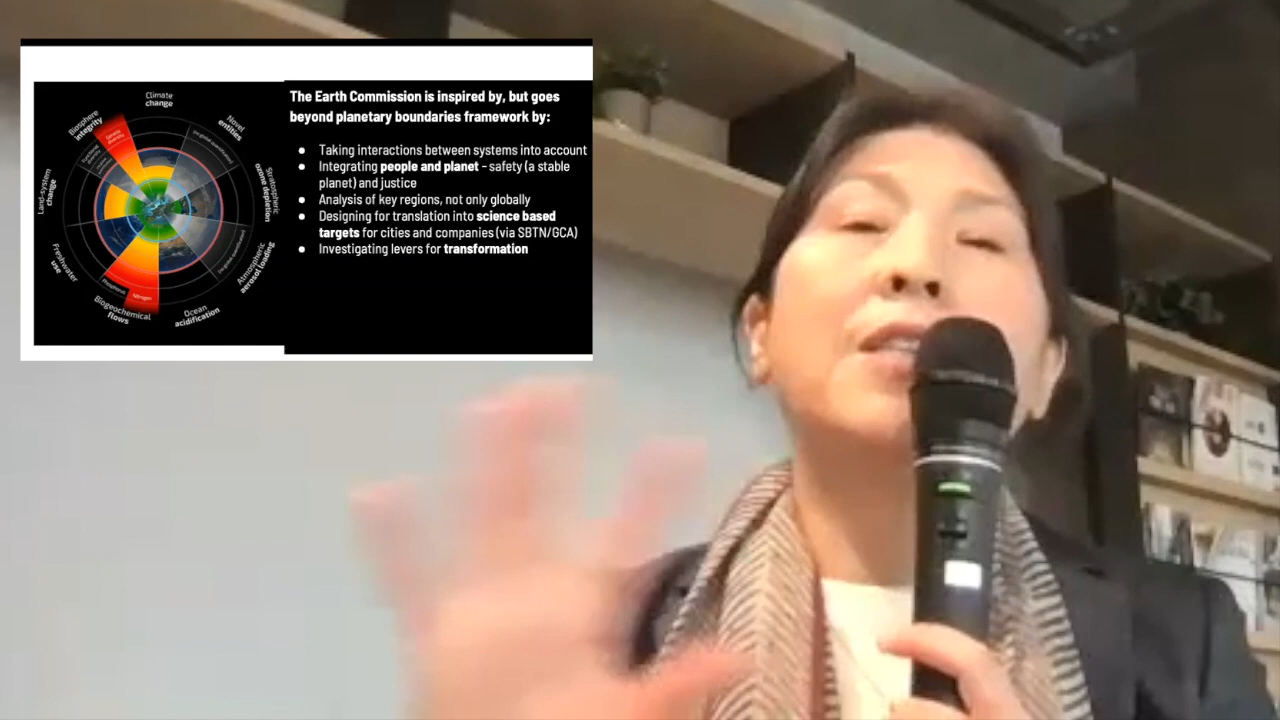 Climate
change
Biosphere
integrity
Novel
entities
Stratospheric
ozone depletion
Land-system
change
Freshwater
use
Atmospheric
aerosol loading
Phosphorus
Nitrogen
Biogeochemical
flows
Ocean
acidification
The Earth Commission is inspired by, but goes
beyond planetary boundaries framework by:
● Taking interactions between systems into account
● Integrating people and planet – safety (a stable
planet) and justice
● Analysis of key regions, not only globally
● Designing for translation into science based
targets for cities and companies (via SBTN/GCA)
● Investigating levers for transformation